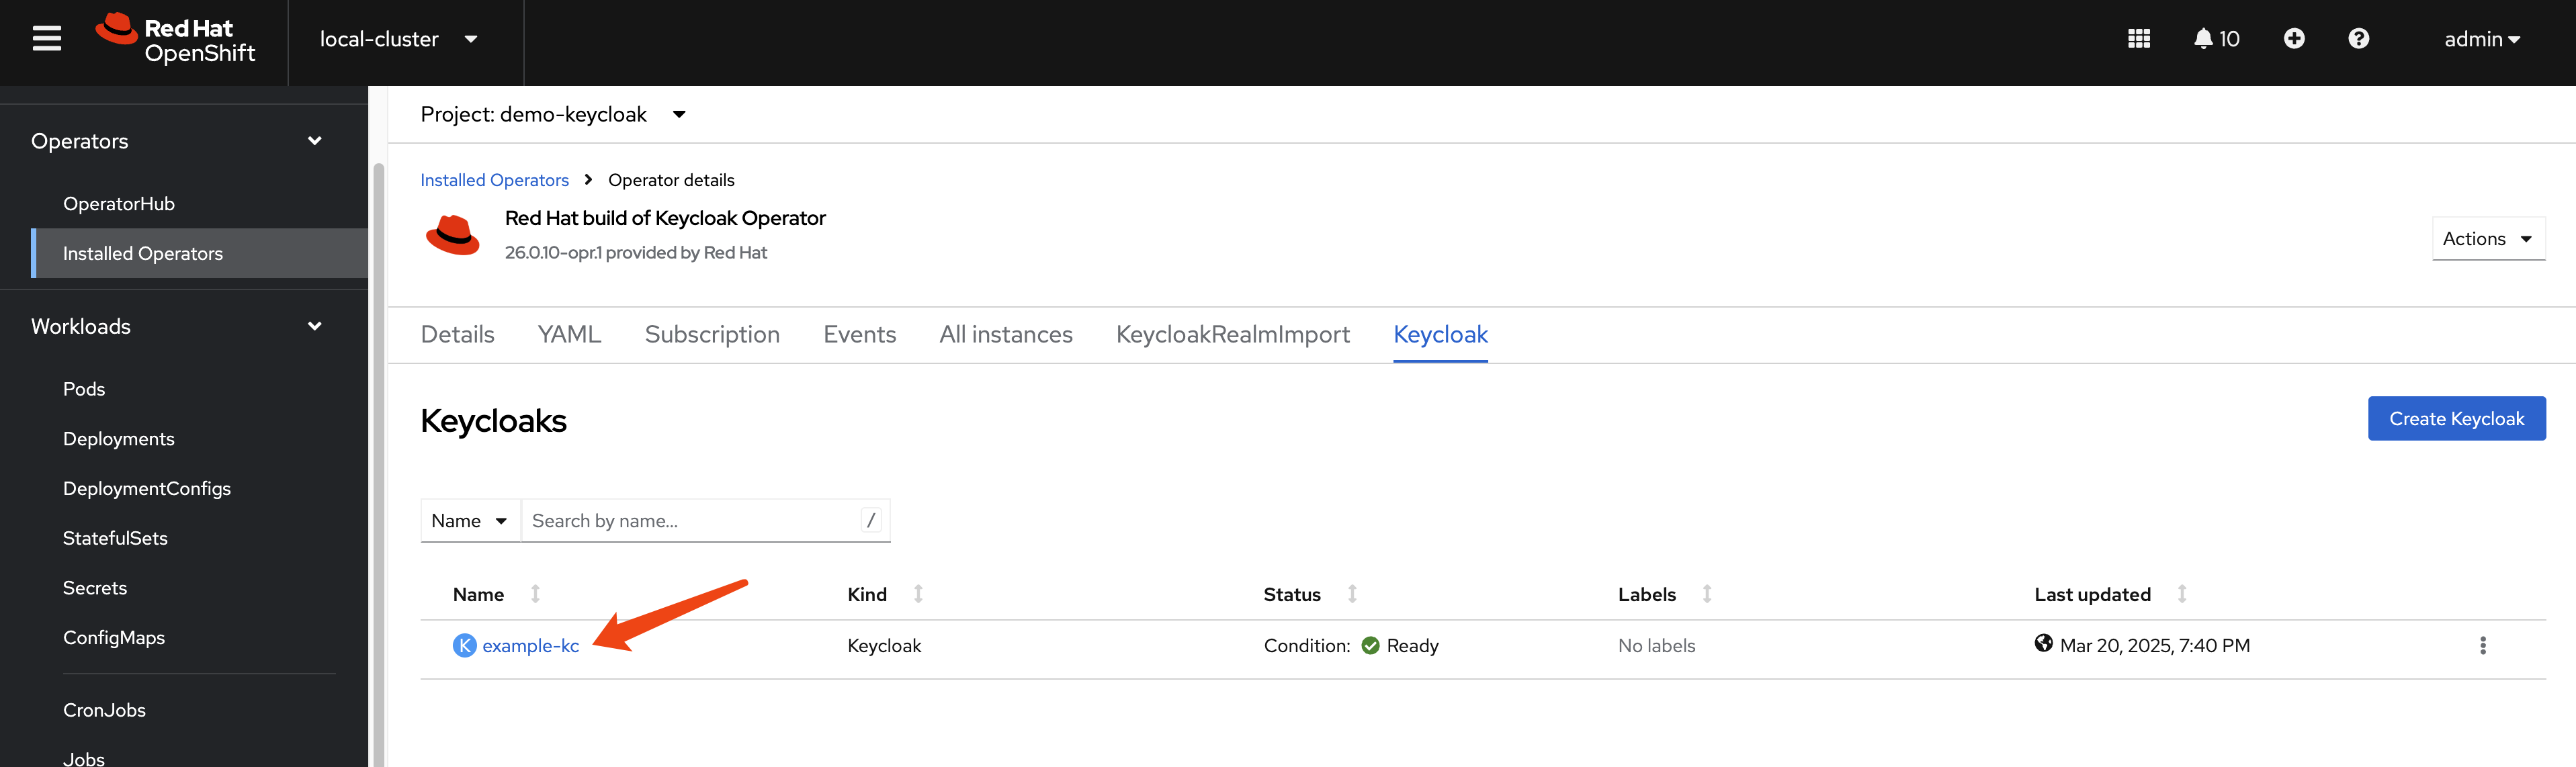 Red Hat
OpenShift
local-cluster
10
admin
Operators
OperatorHub
Installed Operators
Workloads
Pods
Deployments
DeploymentConfigs
StatefulSets
Secrets
ConfigMaps
CronJobs
Jobs
Project: demo-keycloak
Installed Operators > Operator details
Red Hat build of Keycloak Operator
26.0.10-opr.1 provided by Red Hat
Actions
Details YAML Subscription Events All instances KeycloakRealmImport Keycloak
Keycloaks
Create Keycloak
Name Search by name... /
Name Kind Status Labels Last updated
K example-kc Keycloak Condition: Ready No labels Mar 20, 2025, 7:40 PM